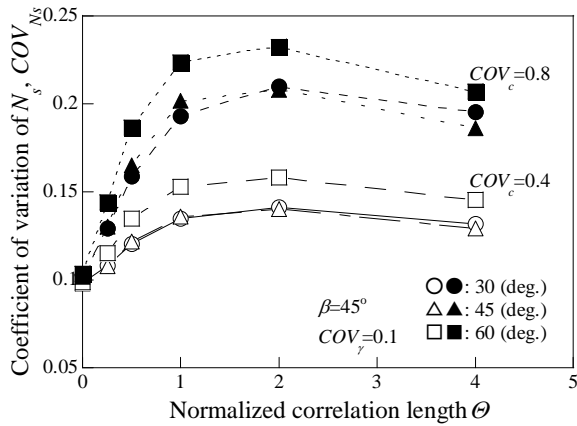 Coefficient of variation of N_s, COV_Ns
0.25
0.2
0.15
0.1
0.05
COV_c=0.8
COV_c=0.4
β=45°
COV_γ=0.1
○●: 30 (deg.)
△▲: 45 (deg.)
□■: 60 (deg.)
0 1 2 3 4 5
Normalized correlation length Θ